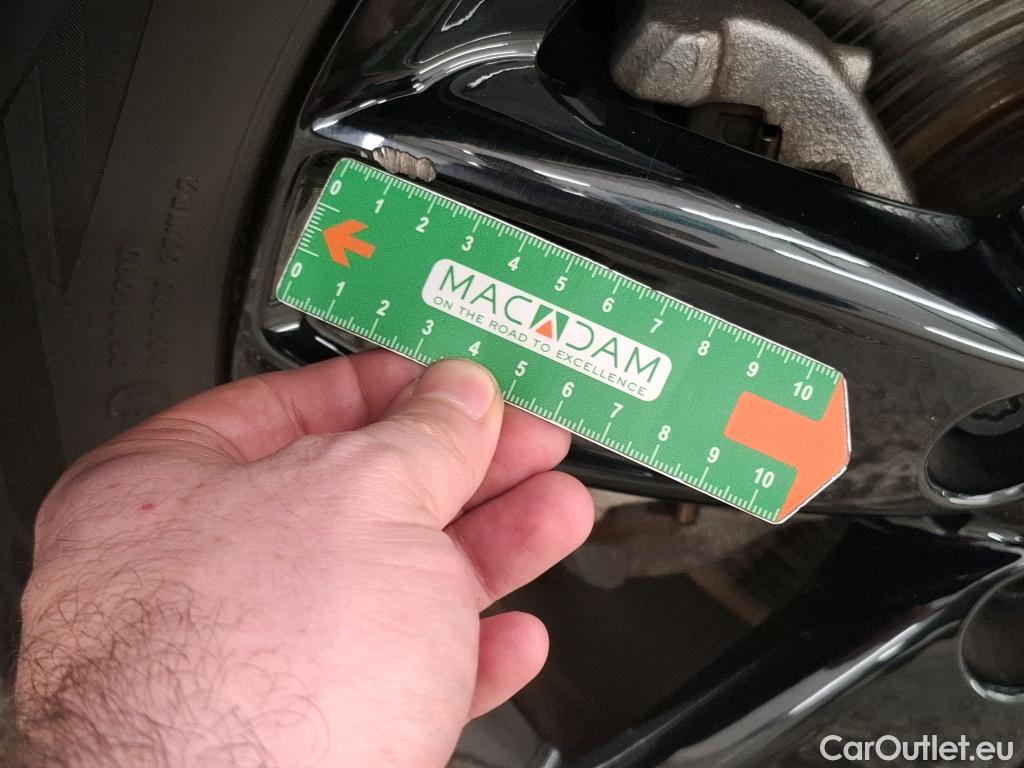 0 1 2 3 4 5 6 7 8 9 10
MACADAM
ON THE ROAD TO EXCELLENCE
0 1 2 3 4 5 6 7 8 9 10
CarOutlet.eu